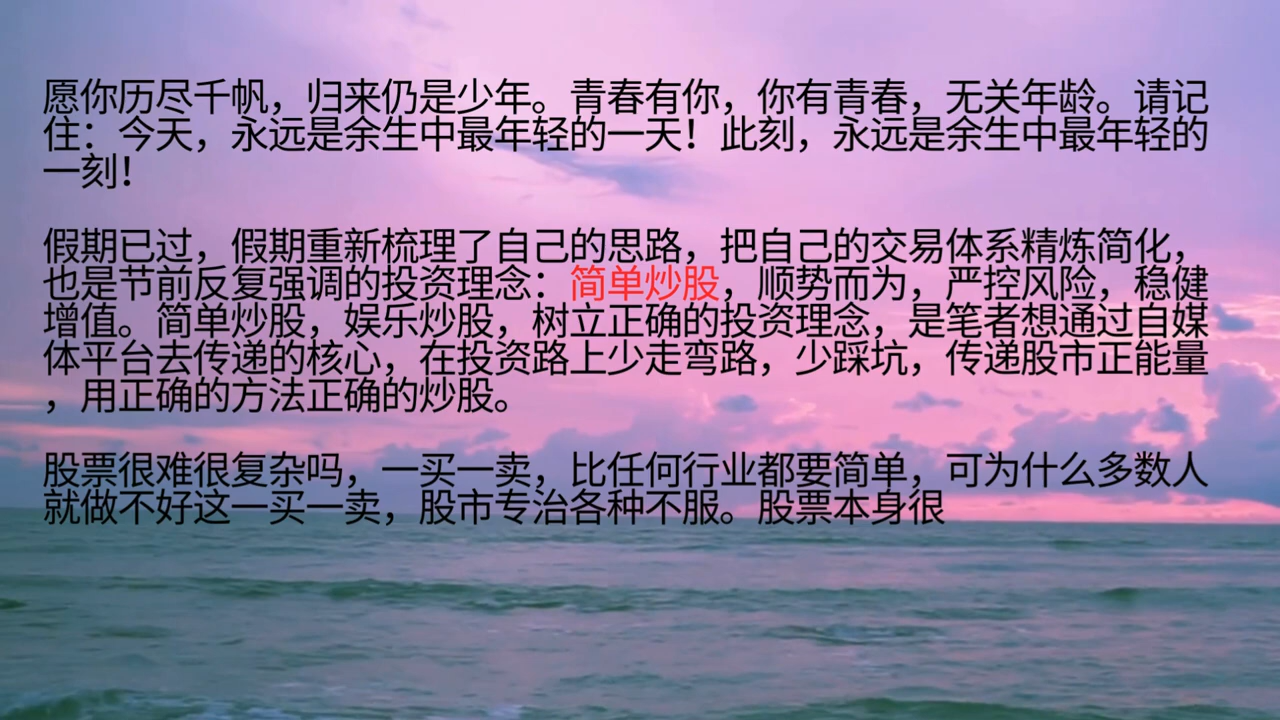 愿你历尽千帆，归来仍是少年。青春有你，你有青春，无关年龄。请记
住：今天，永远是余生中最年轻的一天！此刻，永远是余生中最年轻的
一刻！
假期已过，假期重新梳理了自己的思路，把自己的交易体系精炼简化，
也是节前反复强调的投资理念：简单炒股，顺势而为，严控风险，稳健
增值。简单炒股，娱乐炒股，树立正确的投资理念，是笔者想通过自媒
体平台去传递的核心，在投资路上少走弯路，少踩坑，传递股市正能量
，用正确的方法正确的炒股。
股票很难很复杂吗，一买一卖，比任何行业都要简单，可为什么多数人
就做不好这一买一卖，股市专治各种不服。股票本身很